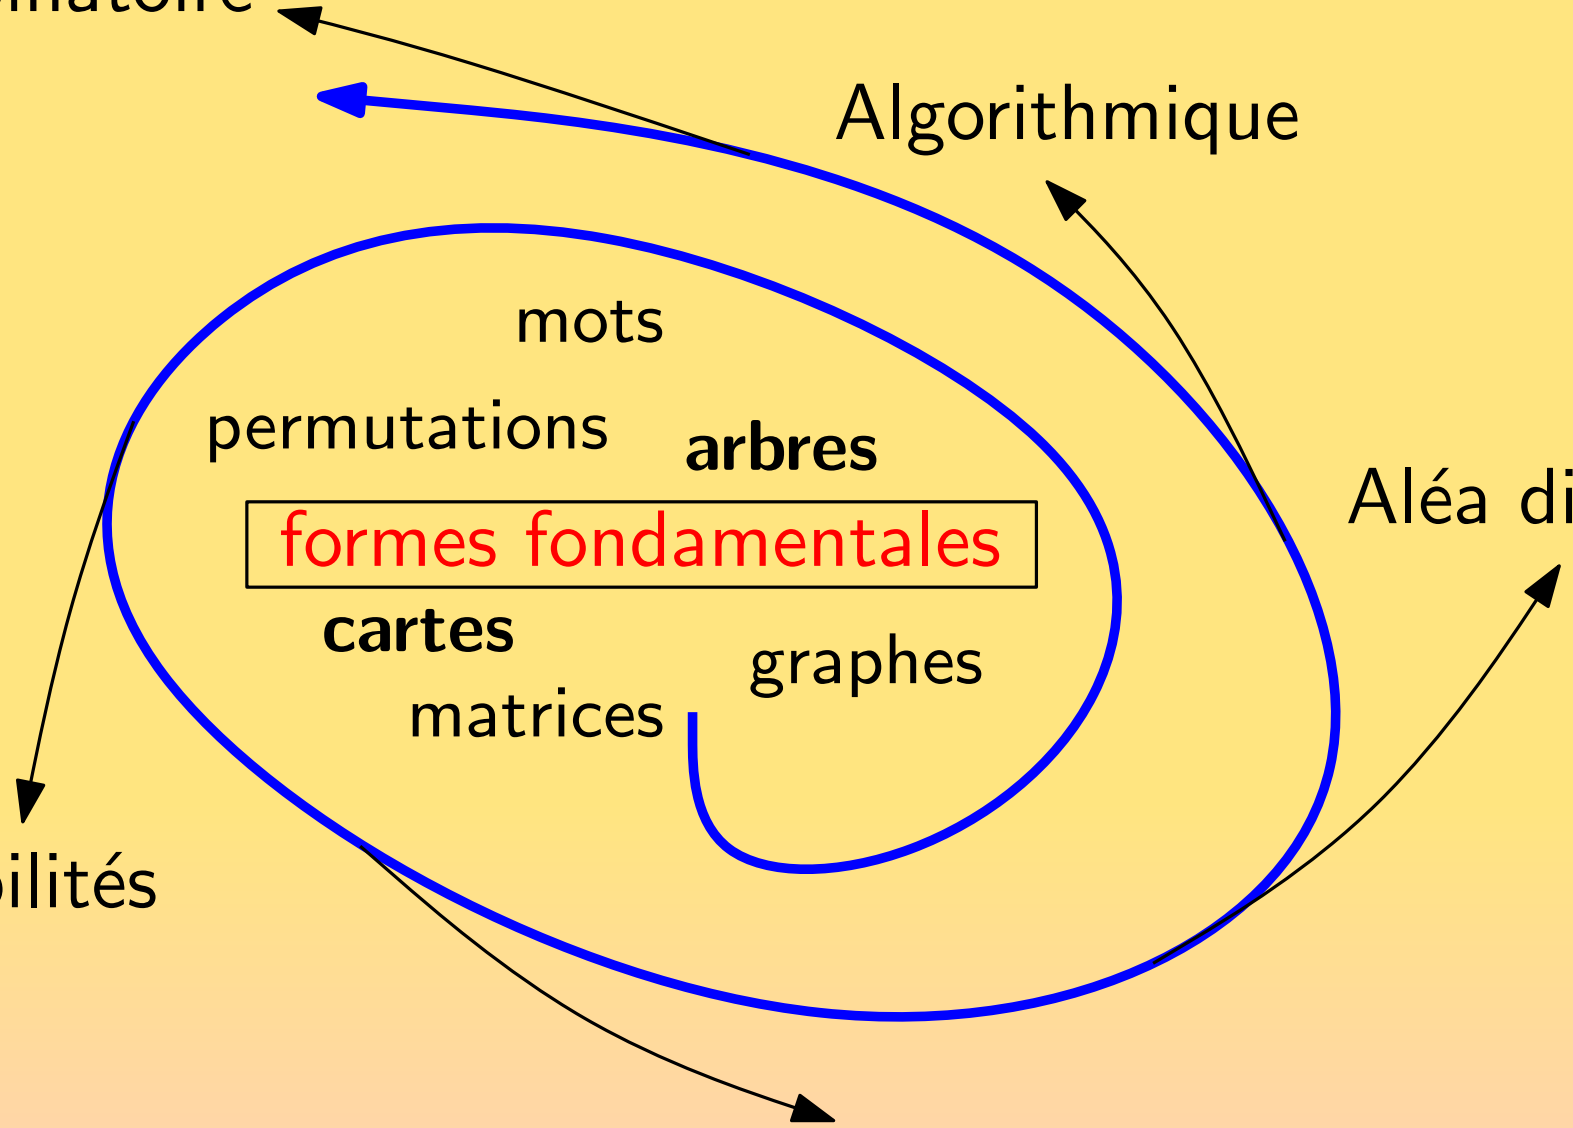 Algorithmique
mots
permutations
arbres
Aléa
formes fondamentales
cartes
graphes
matrices